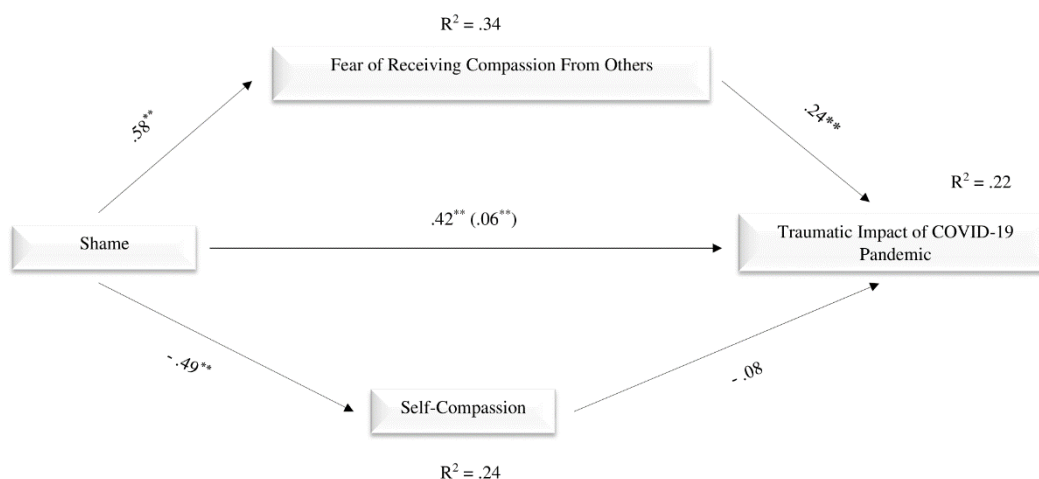 R² = .34
Fear of Receiving Compassion From Others
.58**
.24**
R² = .22
.42** (.06**)
Shame
Traumatic Impact of COVID-19
Pandemic
- .49**
- .08
Self-Compassion
R² = .24